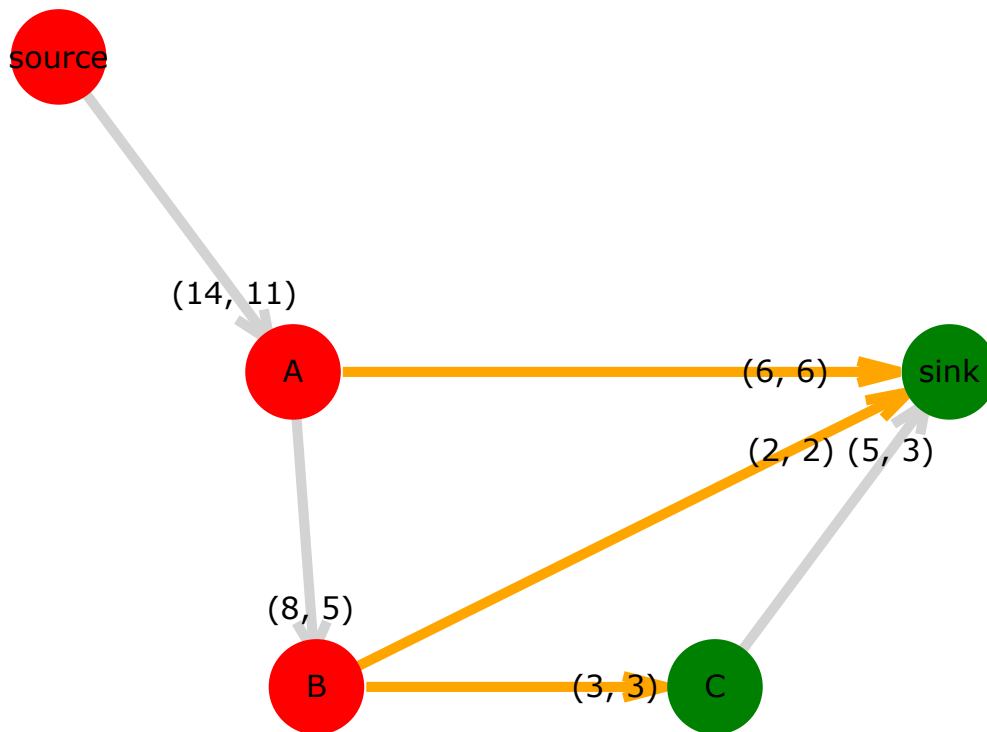 source
(14, 11)
A
(6, 6)
sink
(2, 2)
(5, 3)
(8, 5)
B
(3, 3)
C